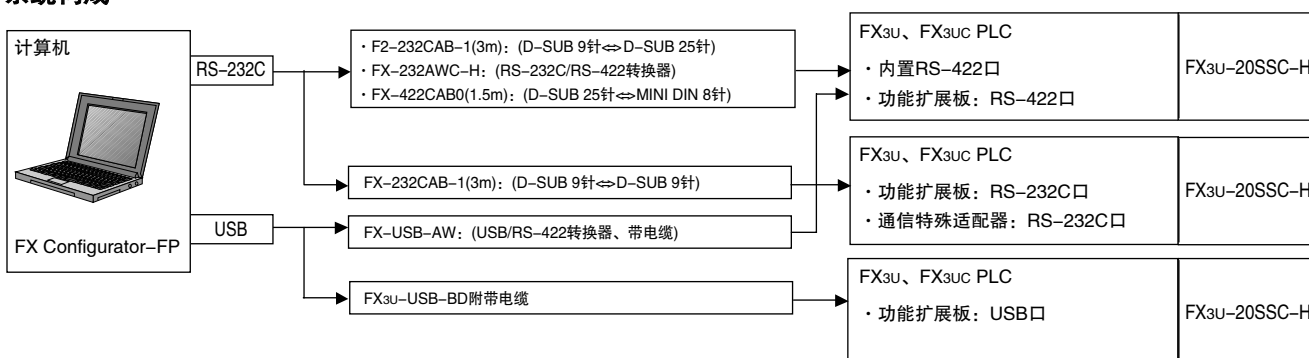 系统构成
计算机
RS-232C
USB
FX Configurator-FP
・F2-232CAB-1(3m)：(D-SUB 9针⇔D-SUB 25针)
・FX-232AWC-H：(RS-232C/RS-422转换器)
・FX-422CAB0(1.5m)：(D-SUB 25针⇔MINI DIN 8针)
FX-232CAB-1(3m)：(D-SUB 9针⇔D-SUB 9针)
FX-USB-AW：(USB/RS-422转换器、带电缆)
FX3U-USB-BD附带电缆
FX3U、FX3UC PLC
・内置RS-422口
・功能扩展板：RS-422口
FX3U-20SSC-H
FX3U、FX3UC PLC
・功能扩展板：RS-232C口
・通信特殊适配器：RS-232C口
FX3U-20SSC-H
FX3U、FX3UC PLC
・功能扩展板：USB口
FX3U-20SSC-H